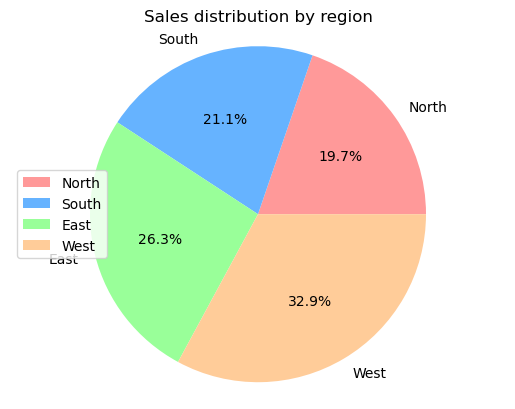 Sales distribution by region
South
North
21.1%
19.7%
North
South
East
West
26.3%
East
32.9%
West